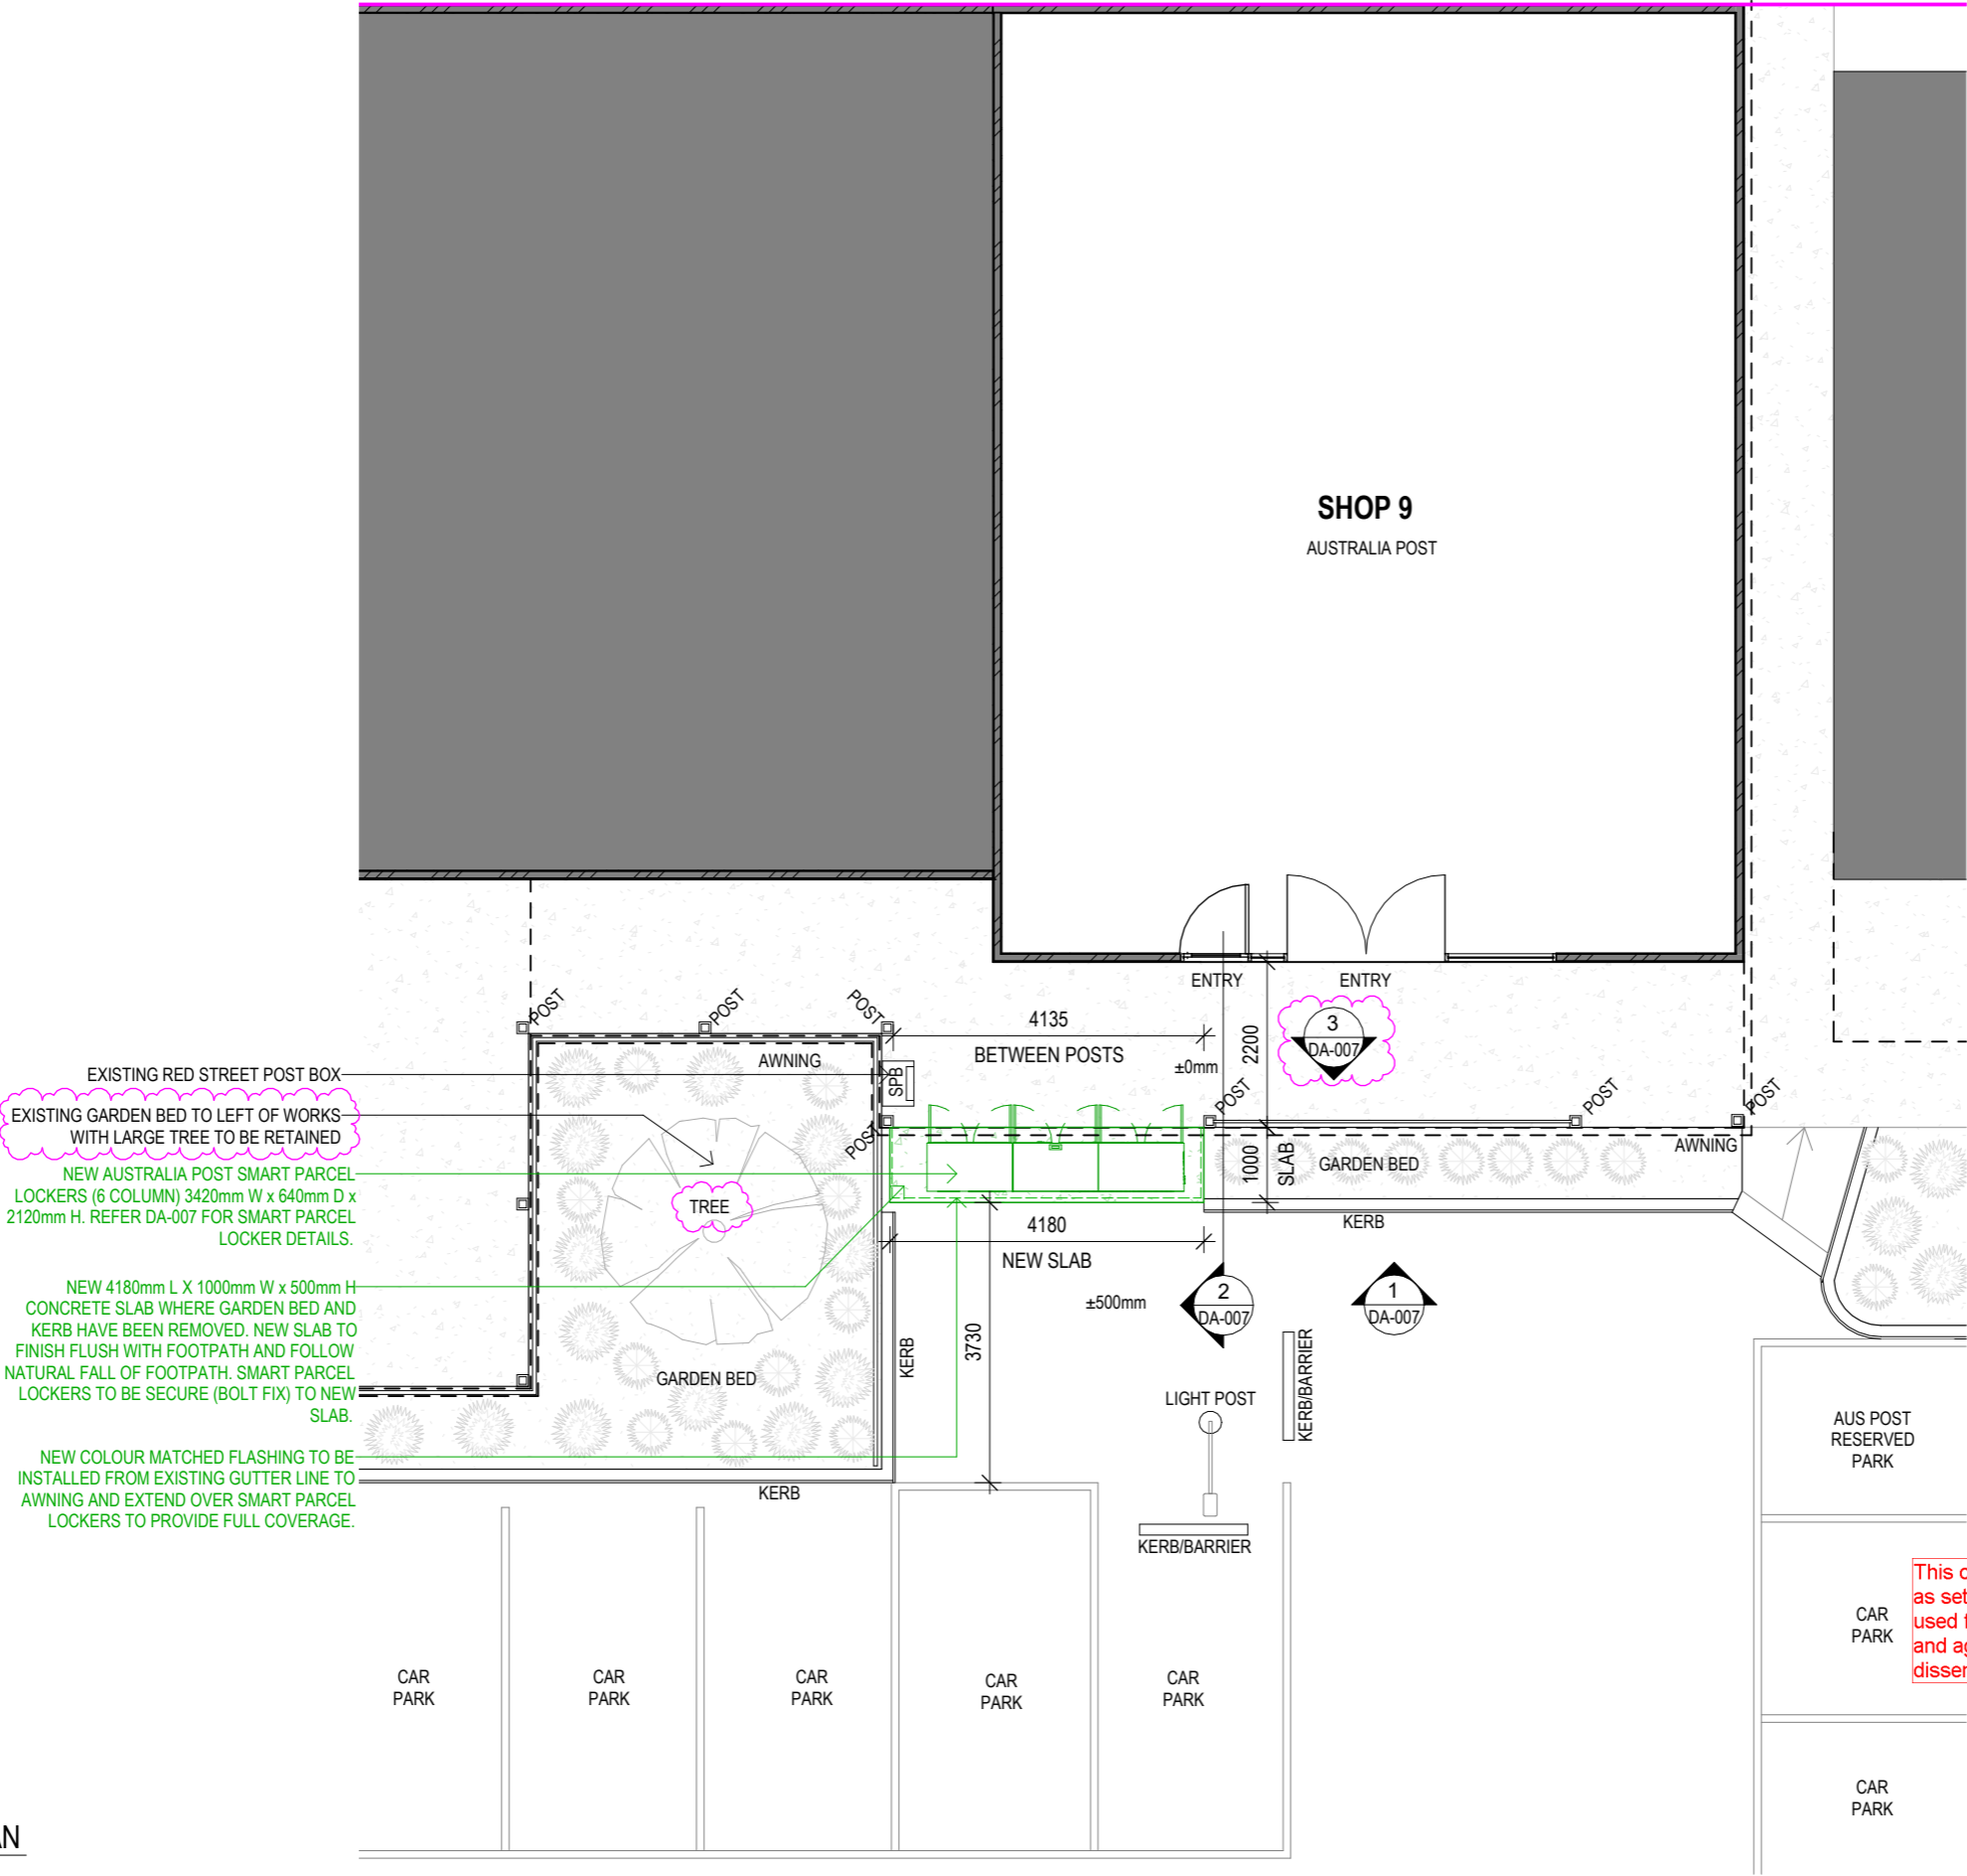 SHOP 9
AUSTRALIA POST
ENTRY
ENTRY
POST
POST
POST
4135
BETWEEN POSTS
2200
±0mm
3
DA-007
AWNING
SPB
POST
POST
POST
POST
AWNING
EXISTING RED STREET POST BOX
EXISTING GARDEN BED TO LEFT OF WORKS
WITH LARGE TREE TO BE RETAINED
NEW AUSTRALIA POST SMART PARCEL
LOCKERS (6 COLUMN) 3420mm W x 640mm D x
2120mm H. REFER DA-007 FOR SMART PARCEL
LOCKER DETAILS.
NEW 4180mm L X 1000mm W x 500mm H
CONCRETE SLAB WHERE GARDEN BED AND
KERB HAVE BEEN REMOVED. NEW SLAB TO
FINISH FLUSH WITH FOOTPATH AND FOLLOW
NATURAL FALL OF FOOTPATH. SMART PARCEL
LOCKERS TO BE SECURE (BOLT FIX) TO NEW
SLAB.
NEW COLOUR MATCHED FLASHING TO BE
INSTALLED FROM EXISTING GUTTER LINE TO
AWNING AND EXTEND OVER SMART PARCEL
LOCKERS TO PROVIDE FULL COVERAGE.
TREE
1000
SLAB
GARDEN BED
KERB
4180
NEW SLAB
±500mm
2
DA-007
1
DA-007
KERB
3730
GARDEN BED
KERB
LIGHT POST
KERB/BARRIER
KERB/BARRIER
AUS POST
RESERVED
PARK
CAR
PARK
This
as set
used
and
CAR
PARK
CAR
PARK
CAR
PARK
CAR
PARK
CAR
PARK
CAR
PARK